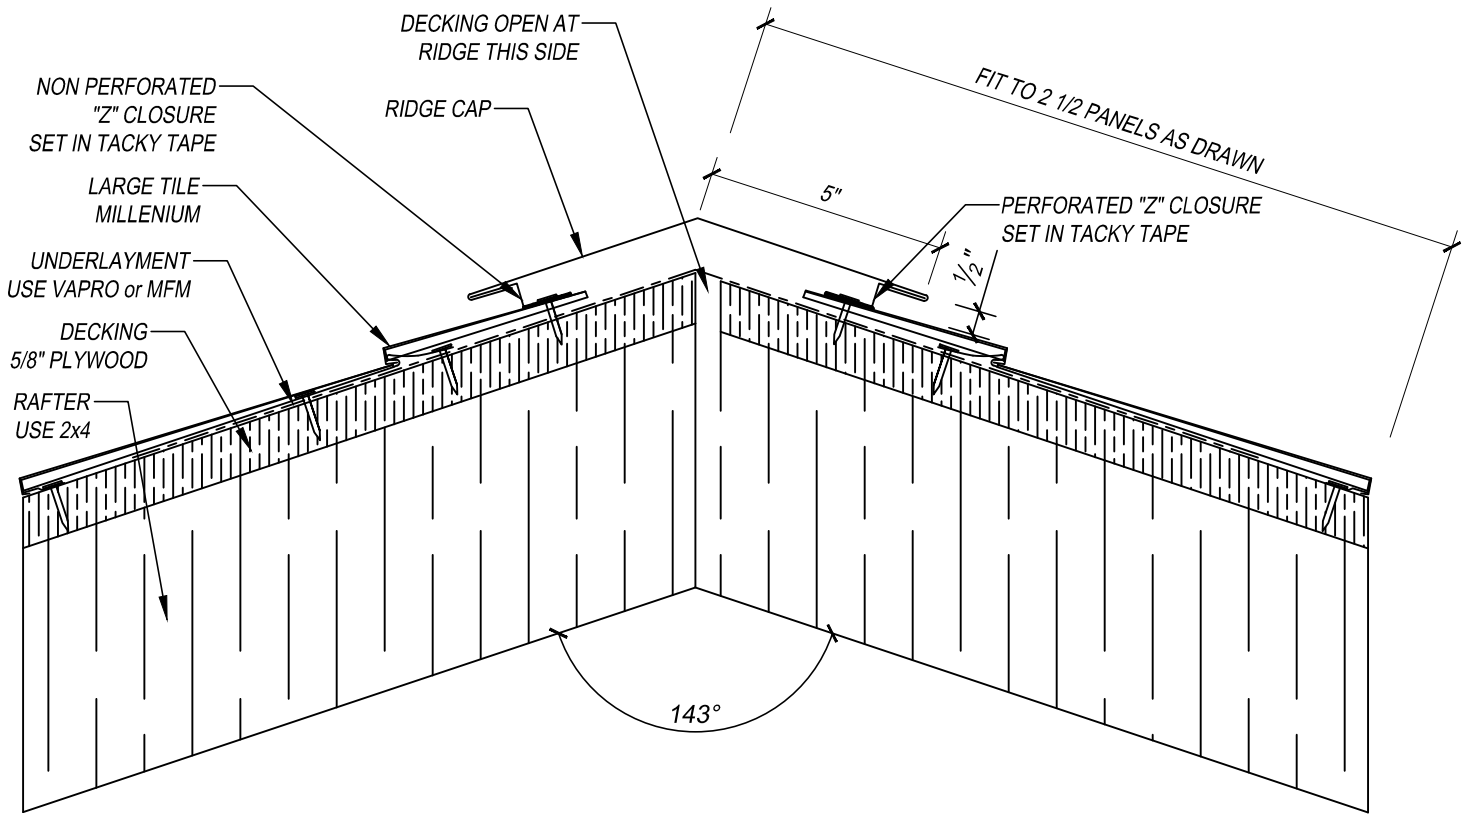 DECKING OPEN AT
RIDGE THIS SIDE
NON PERFORATED
"Z" CLOSURE
SET IN TACKY TAPE
RIDGE CAP
FIT TO 2 1/2 PANELS AS DRAWN
5"
LARGE TILE
MILLENIUM
PERFORATED "Z" CLOSURE
SET IN TACKY TAPE
1/2"
UNDERLAYMENT
USE VAPRO or MFM
DECKING
5/8" PLYWOOD
RAFTER
USE 2x4
143°